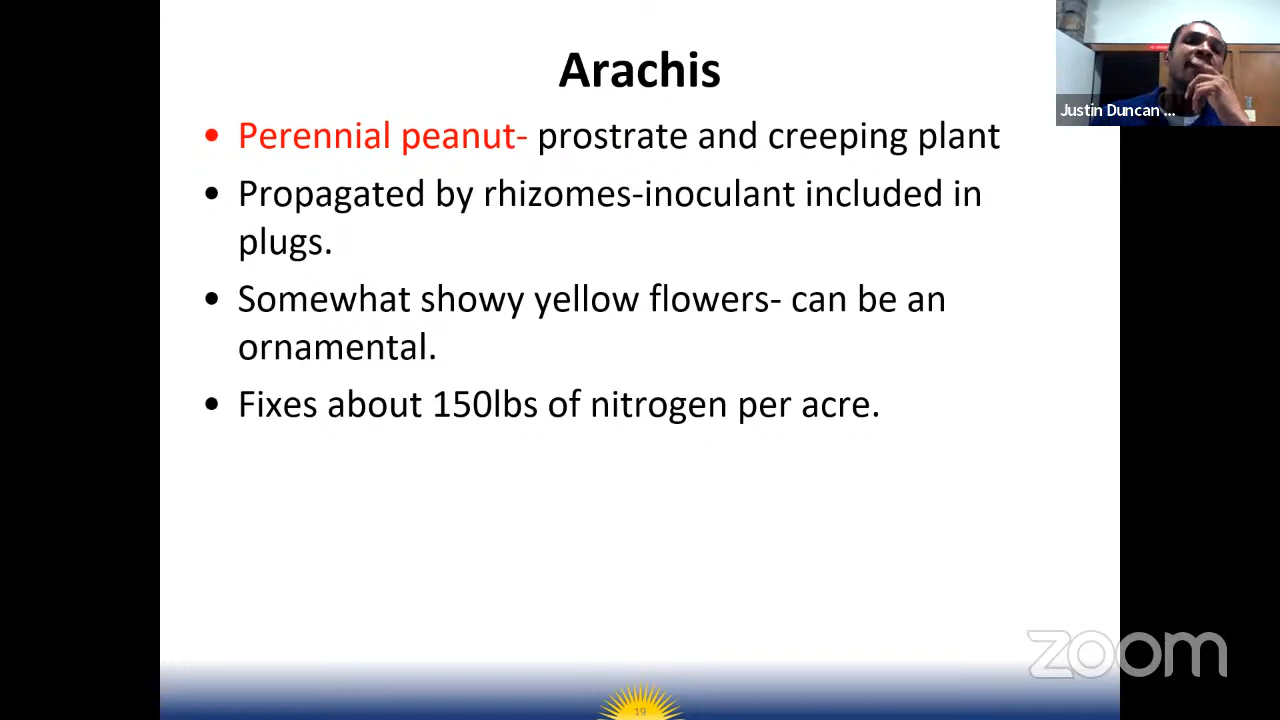 Arachis
• Perennial peanut- prostrate and creeping plant
• Propagated by rhizomes-inoculant included in
plugs.
• Somewhat showy yellow flowers- can be an
ornamental.
• Fixes about 150lbs of nitrogen per acre.
Justin Duncan ...
zoom
19